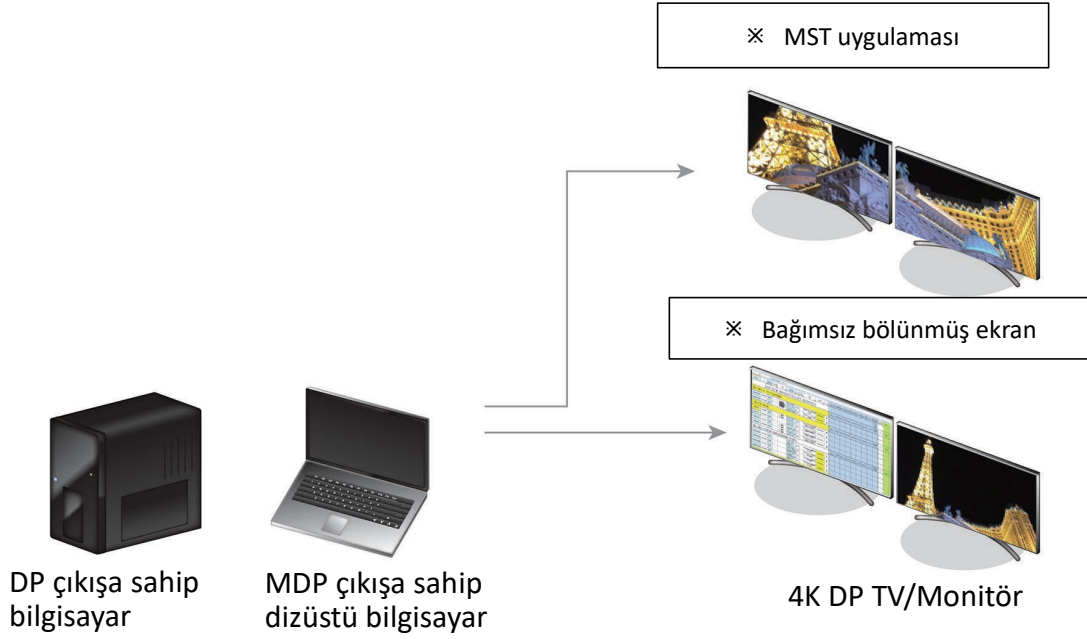 ※ MST uygulaması
※ Bağımsız bölünmüş ekran
DP çıkışa sahip
bilgisayar
MDP çıkışa sahip
dizüstü bilgisayar
4K DP TV/Monitör